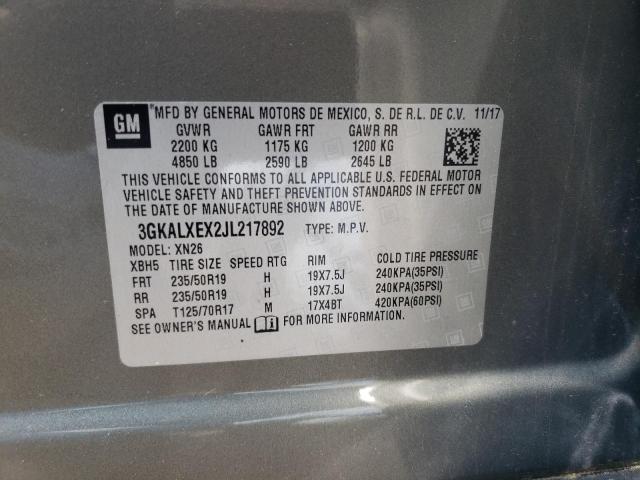 GM
® MFD BY GENERAL MOTORS DE MEXICO, S. DE R.L. DE C.V. 11/17
GVWR GAWR FRT GAWR RR
2200 KG 1175 KG 1200 KG
4850 LB 2590 LB 2645 LB
THIS VEHICLE CONFORMS TO ALL APPLICABLE U.S. FEDERAL MOTOR
VEHICLE SAFETY AND THEFT PREVENTION STANDARDS IN EFFECT ON
THE DATE OF MANUFACTURE SHOWN ABOVE.
3GKALXEX2JL217892 TYPE: M.P.V.
MODEL: XN26
XBH5 TIRE SIZE SPEED RTG RIM COLD TIRE PRESSURE
FRT 235/50R19 H 19X7.5J 240KPA(35PSI)
RR 235/50R19 H 19X7.5J 240KPA(35PSI)
SPA T125/70R17 M 17X4BT 420KPA(60PSI)
SEE OWNER'S MANUAL FOR MORE INFORMATION.